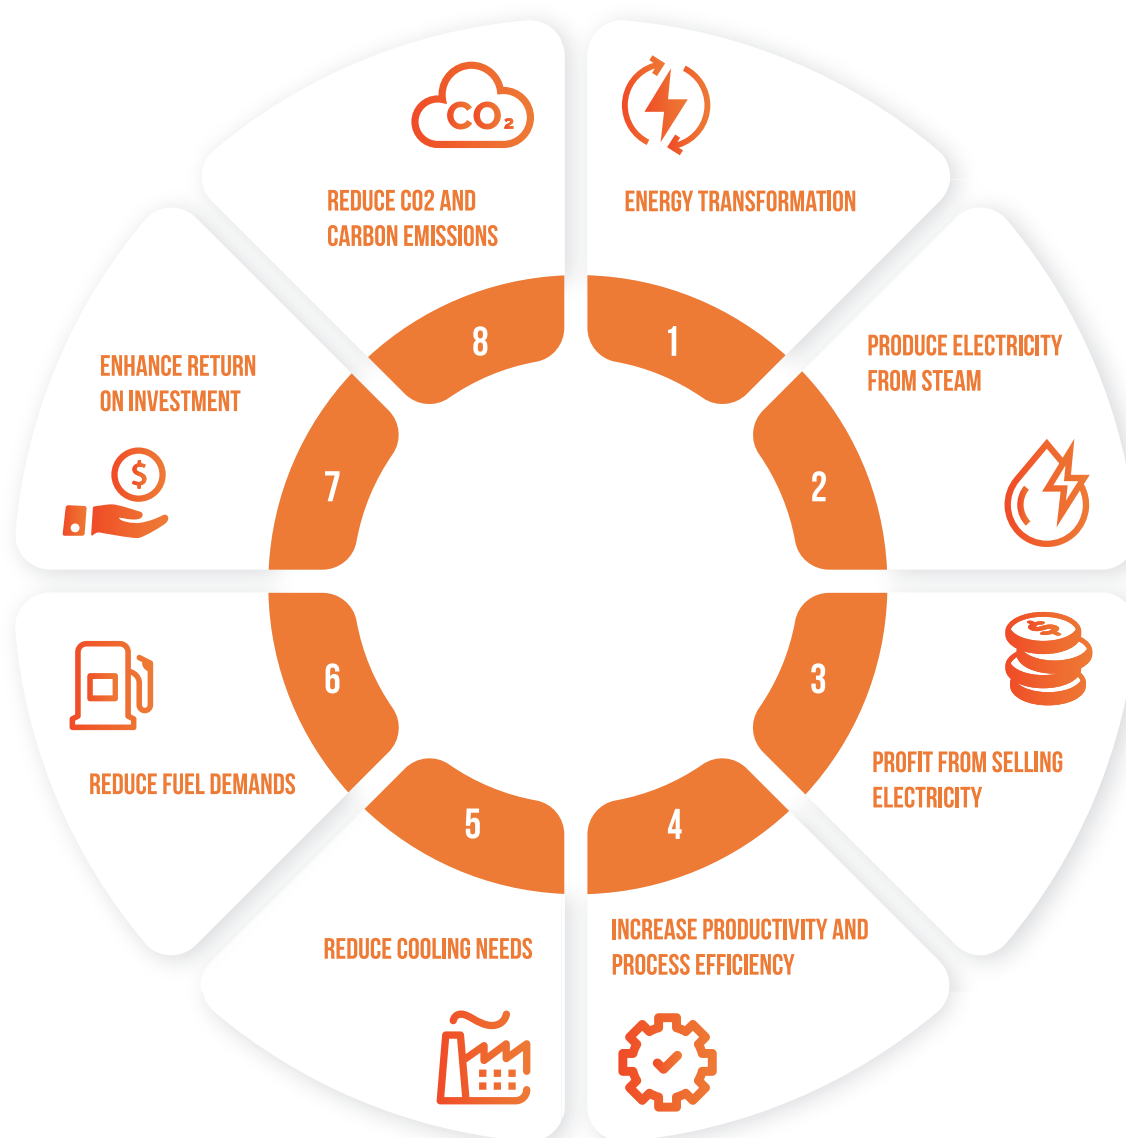 1
ENERGY TRANSFORMATION
2
PRODUCE ELECTRICITY
FROM STEAM
3
$
PROFIT FROM SELLING
ELECTRICITY
4
INCREASE PRODUCTIVITY AND
PROCESS EFFICIENCY
5
REDUCE COOLING NEEDS
6
REDUCE FUEL DEMANDS
7
ENHANCE RETURN
ON INVESTMENT
$
8
CO₂
REDUCE CO2 AND
CARBON EMISSIONS